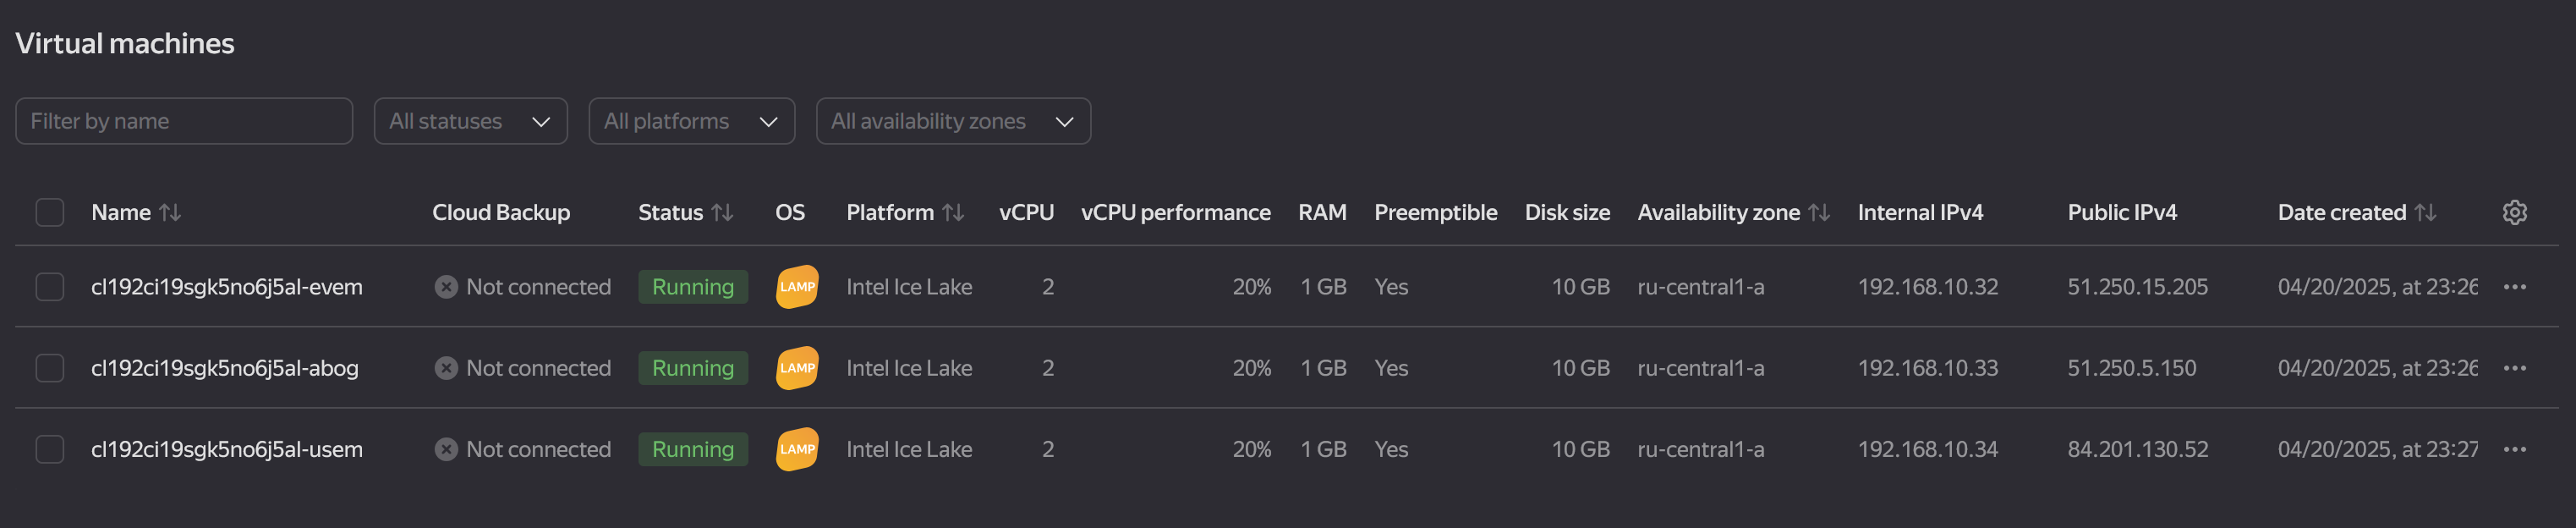 Virtual machines
Filter by name All statuses All platforms All availability zones
Name Cloud Backup Status OS Platform vCPU vCPU performance RAM Preemptible Disk size Availability zone Internal IPv4 Public IPv4 Date created
cl192ci19sgk5no6j5al-evem Not connected Running LAMP Intel Ice Lake 2 20% 1 GB Yes 10 GB ru-central1-a 192.168.10.32 51.250.15.205 04/20/2025, at 23:26
cl192ci19sgk5no6j5al-abog Not connected Running LAMP Intel Ice Lake 2 20% 1 GB Yes 10 GB ru-central1-a 192.168.10.33 51.250.5.150 04/20/2025, at 23:26
cl192ci19sgk5no6j5al-usem Not connected Running LAMP Intel Ice Lake 2 20% 1 GB Yes 10 GB ru-central1-a 192.168.10.34 84.201.130.52 04/20/2025, at 23:27